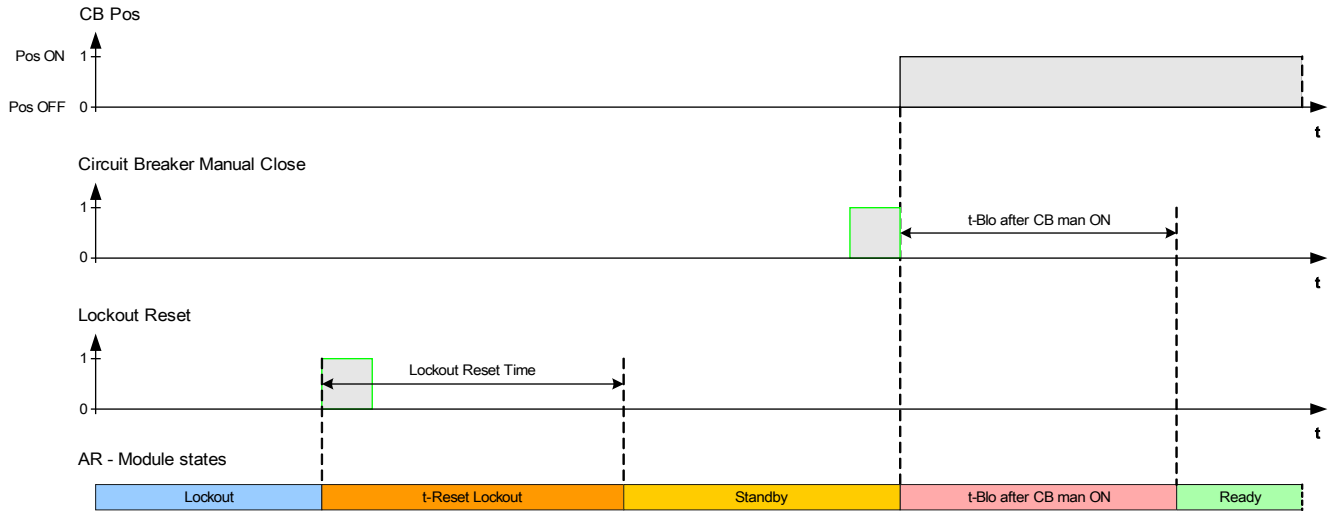 CB Pos
Pos ON 1
Pos OFF 0
t
Circuit Breaker Manual Close
1
t-Blo after CB man ON
0
t
Lockout Reset
1
Lockout Reset Time
0
t
AR - Module states
Lockout t-Reset Lockout Standby t-Blo after CB man ON Ready